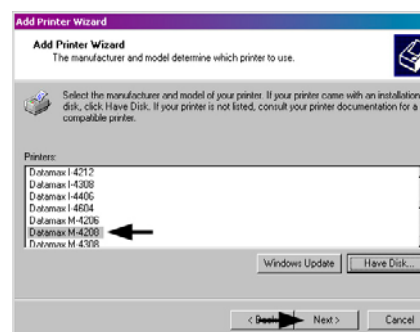 Add Printer Wizard
Add Printer Wizard
The manufacturer and model determine which printer to use.
Select the manufacturer and model of your printer. If your printer came with an installation
disk, click Have Disk. If your printer is not listed, consult your printer documentation for a
compatible printer.
Printers:
Datamax I-4212
Datamax I-4308
Datamax I-4406
Datamax I-4604
Datamax M-4206
Datamax M-4208
Datamax M-4308
Windows Update Have Disk...
< Back Next > Cancel